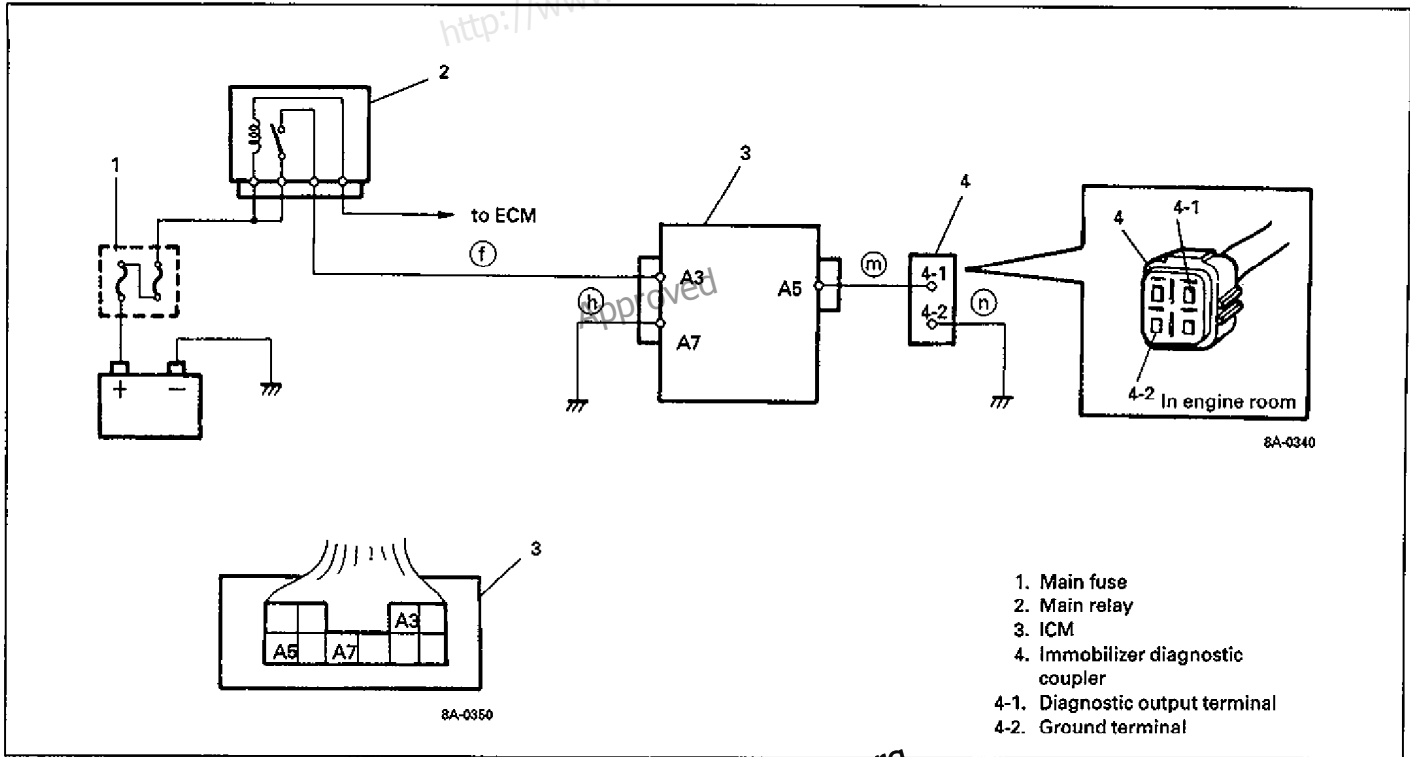 http://www
2
1
3
4
to ECM
f
4-1
4
4-1
m
A3
A5
h
Approved
4-2
n
A7
+ −
4-2 In engine room
8A-0340
3
A3
A5 A7
8A-0350
1. Main fuse
2. Main relay
3. ICM
4. Immobilizer diagnostic
coupler
4-1. Diagnostic output terminal
4-2. Ground terminal